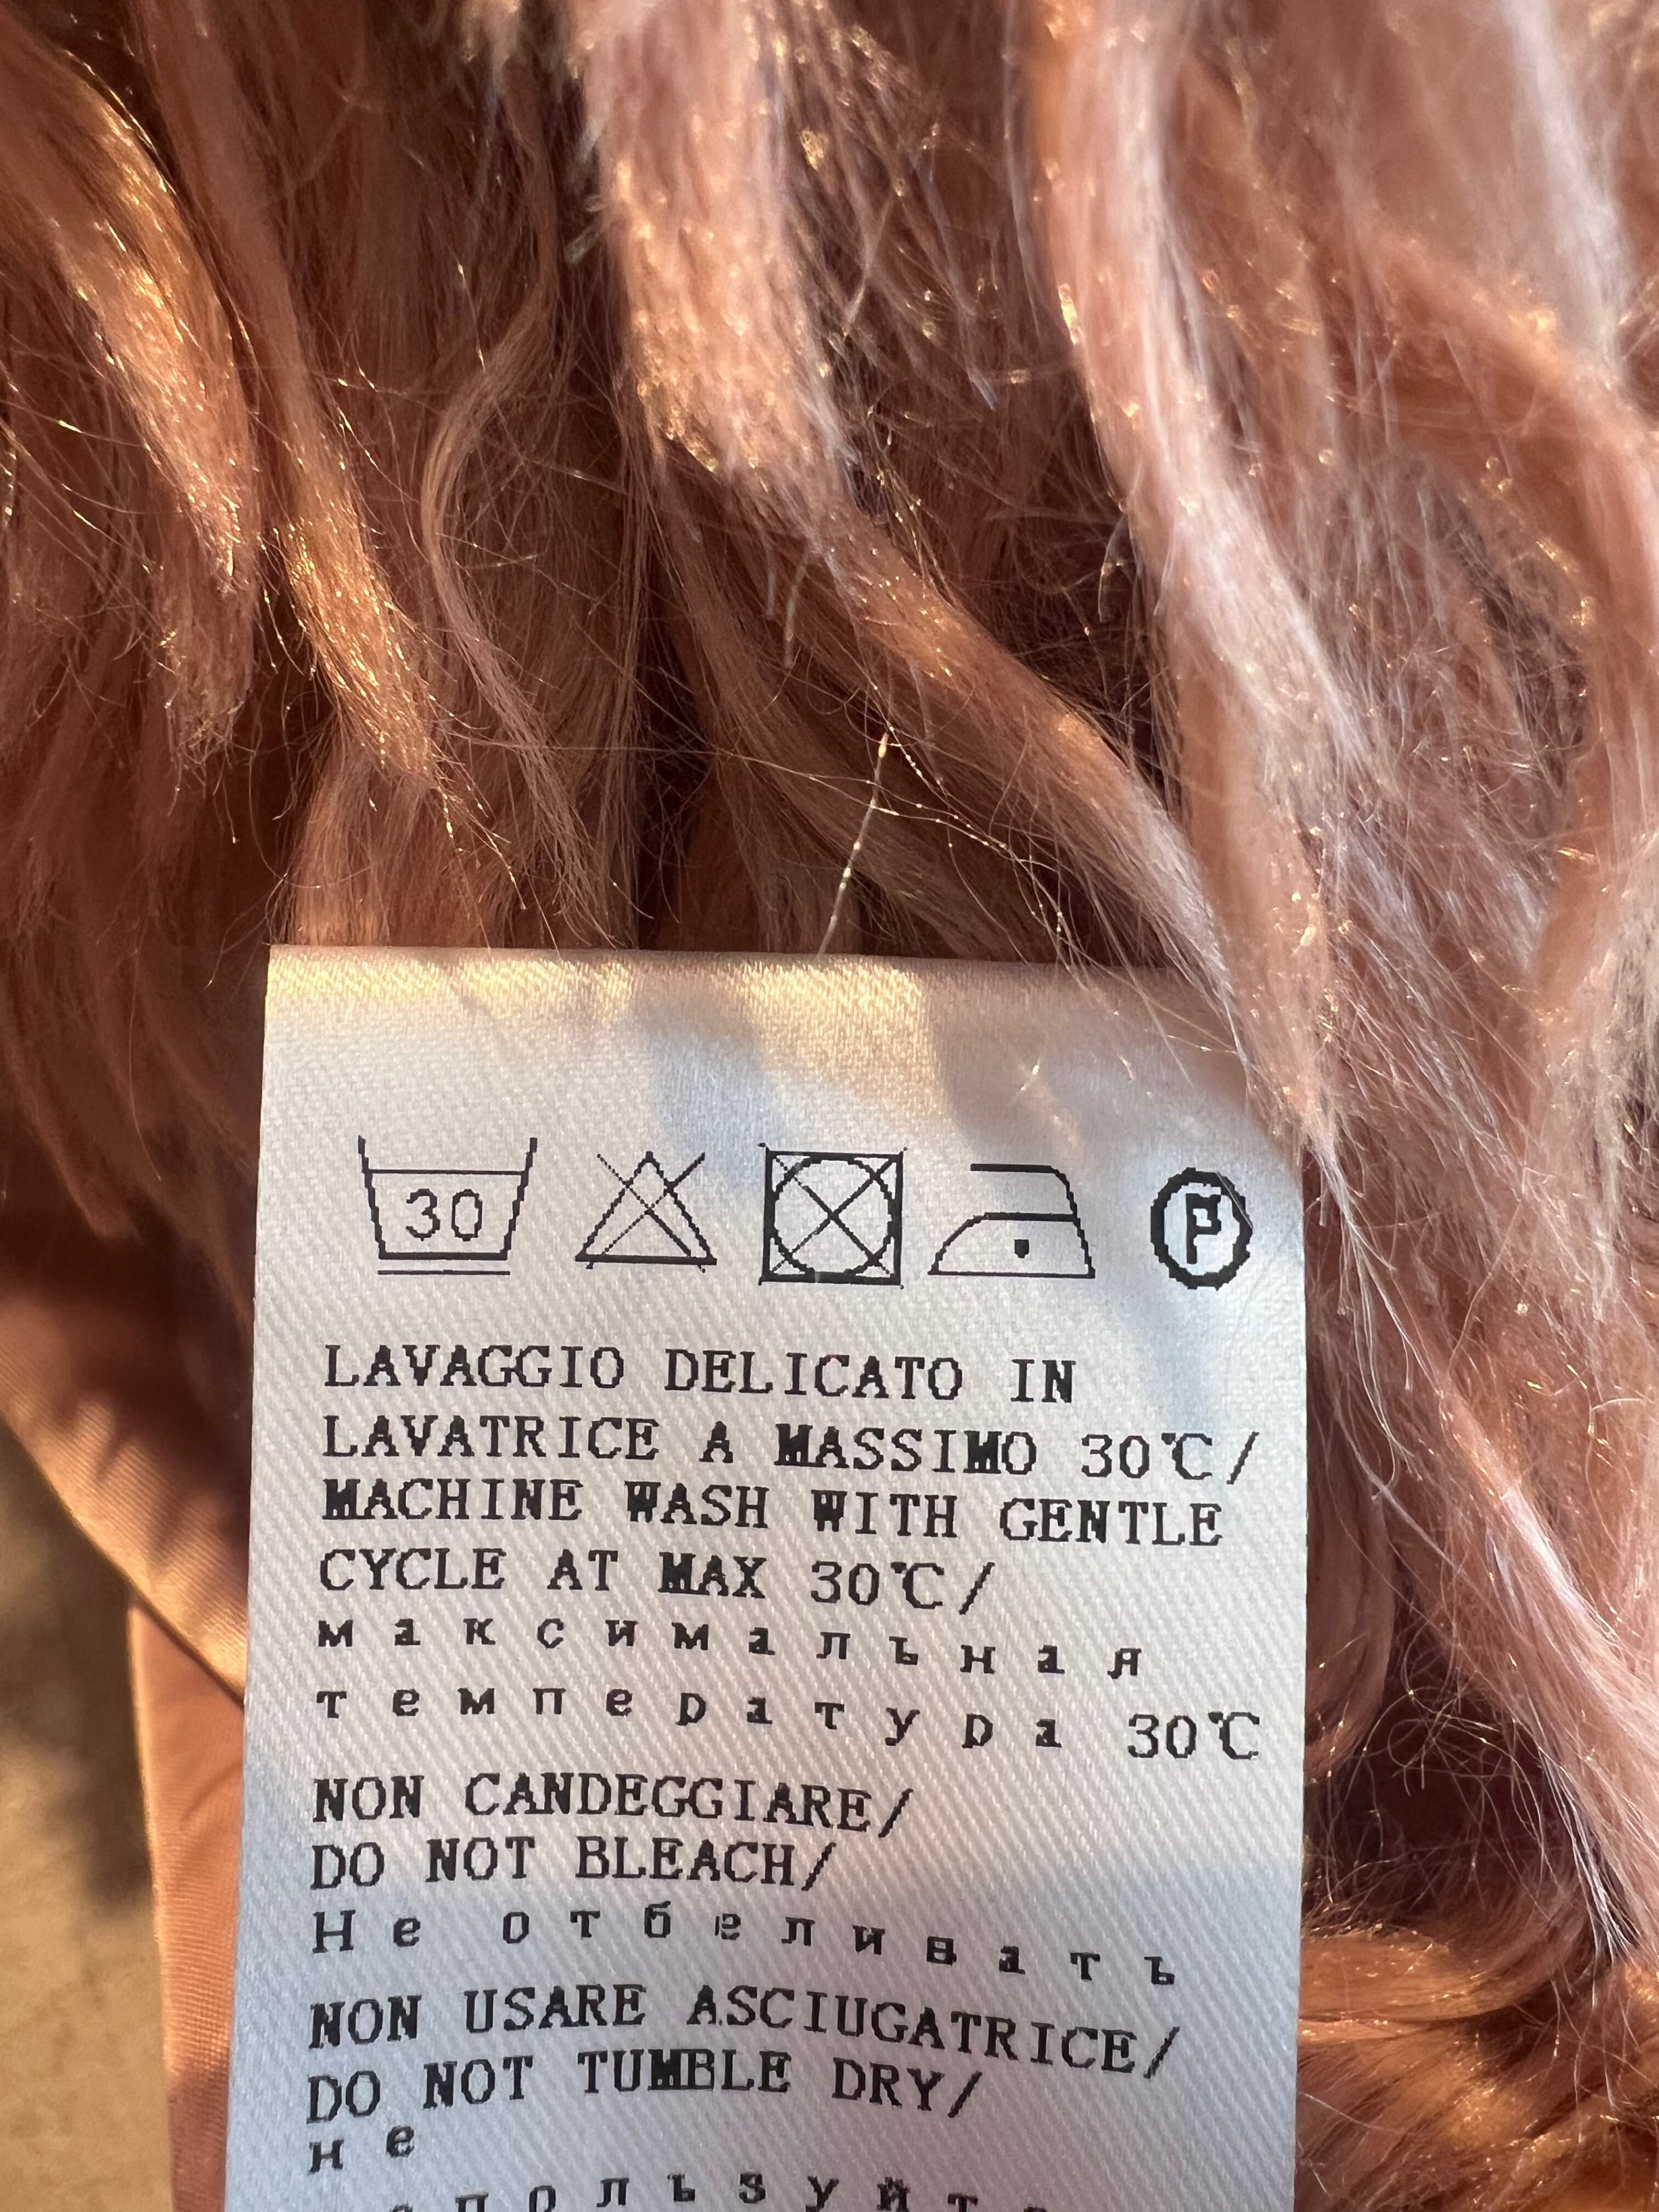 30 P
LAVAGGIO DELICATO IN
LAVATRICE A MASSIMO 30℃/
MACHINE WASH WITH GENTLE
CYCLE AT MAX 30℃/
максимальная
температура 30℃
NON CANDEGGIARE/
DO NOT BLEACH/
Не отбеливать
NON USARE ASCIUGATRICE/
DO NOT TUMBLE DRY/
не